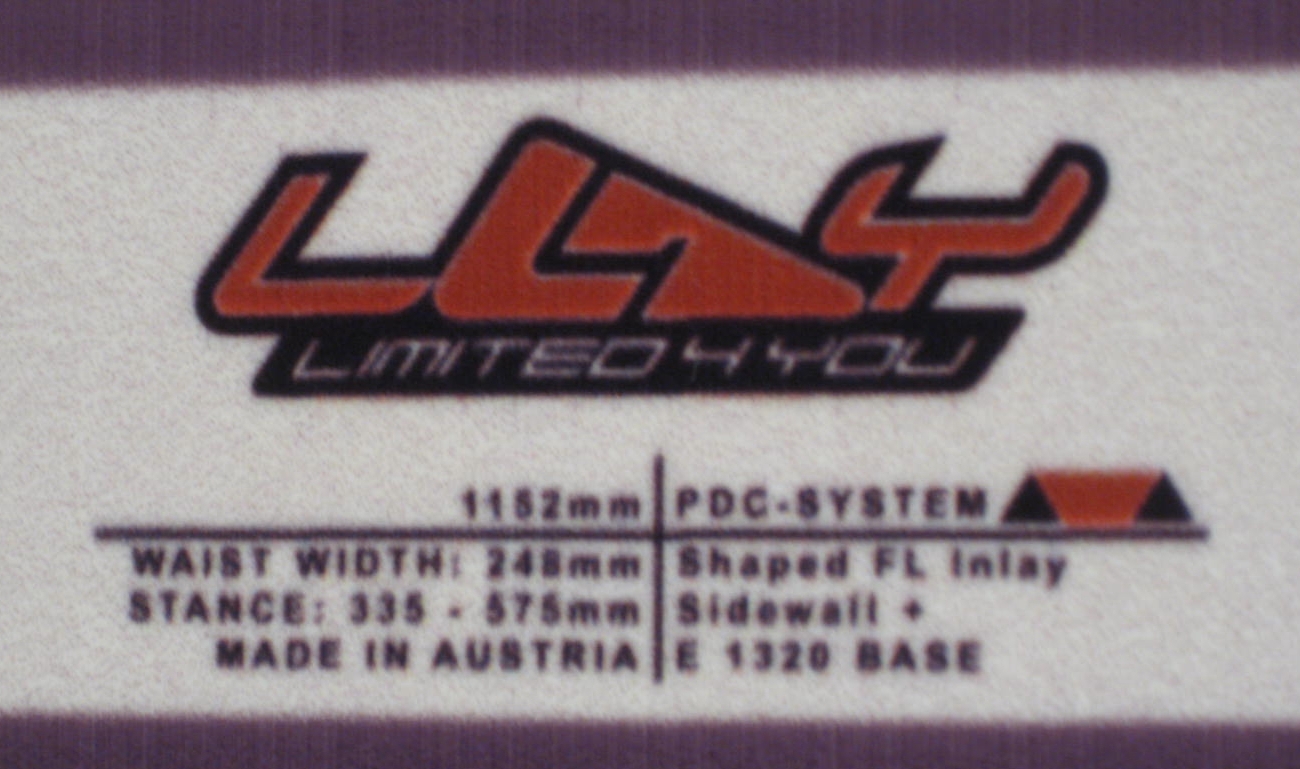 L4Y
LIMITED 4 YOU
1152mm PDC-SYSTEM
WAIST WIDTH: 248mm Shaped FL Inlay
STANCE: 335 - 575mm Sidewall +
MADE IN AUSTRIA E 1320 BASE